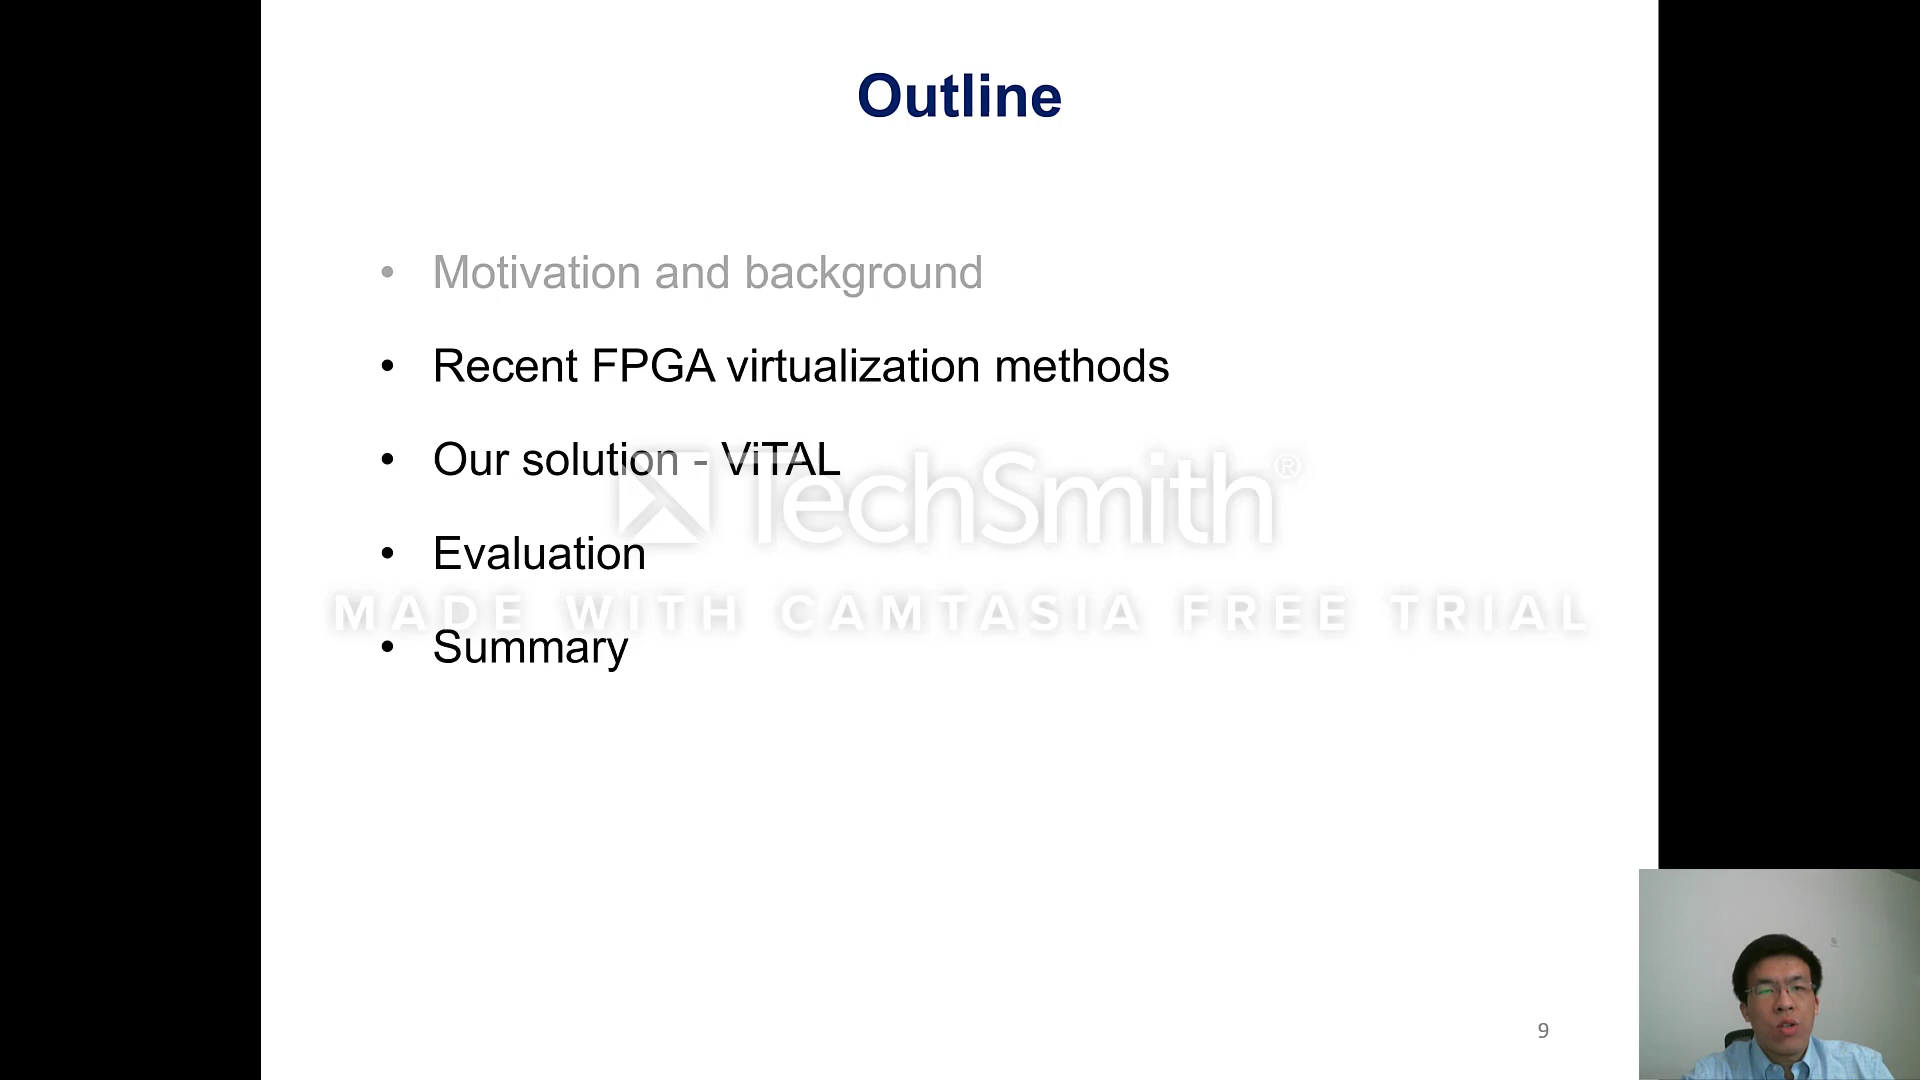 Outline
• Motivation and background
• Recent FPGA virtualization methods
• Our solution - ViTAL
TechSmith®
• Evaluation
MADE WITH CAMTASIA FREE TRIAL
• Summary
9